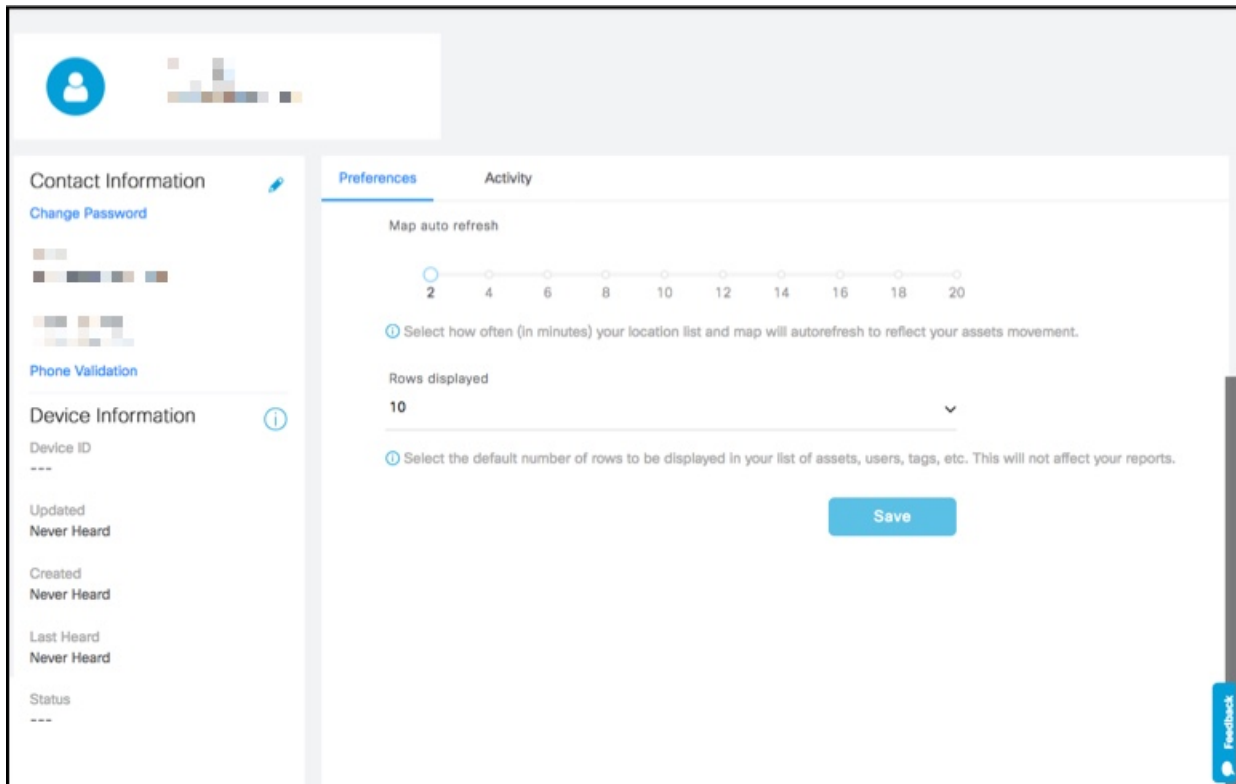 Contact Information
Change Password
Phone Validation
Device Information
Device ID
---
Updated
Never Heard
Created
Never Heard
Last Heard
Never Heard
Status
---
Preferences
Activity
Map auto refresh
2 4 6 8 10 12 14 16 18 20
Select how often (in minutes) your location list and map will autorefresh to reflect your assets movement.
Rows displayed
10
Select the default number of rows to be displayed in your list of assets, users, tags, etc. This will not affect your reports.
Save
Feedback